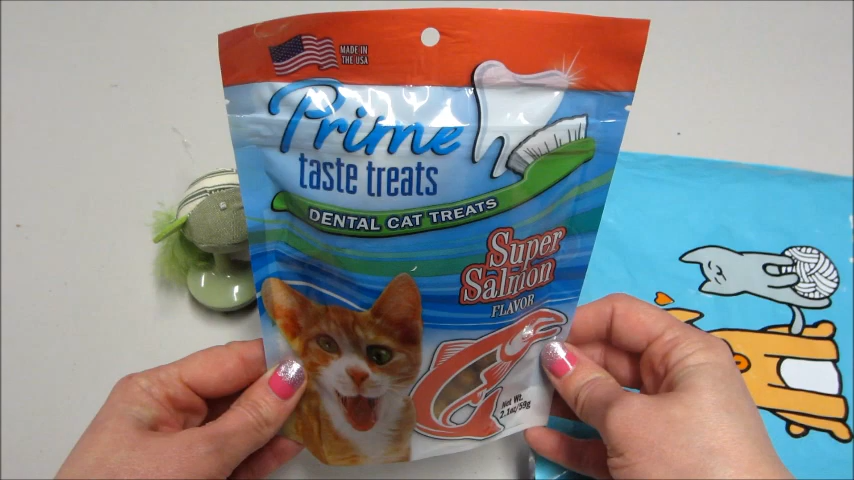 MADE IN
THE USA
Prime
taste treats
DENTAL CAT TREATS
Super
Salmon
FLAVOR
Net Wt.
2.1oz/59g